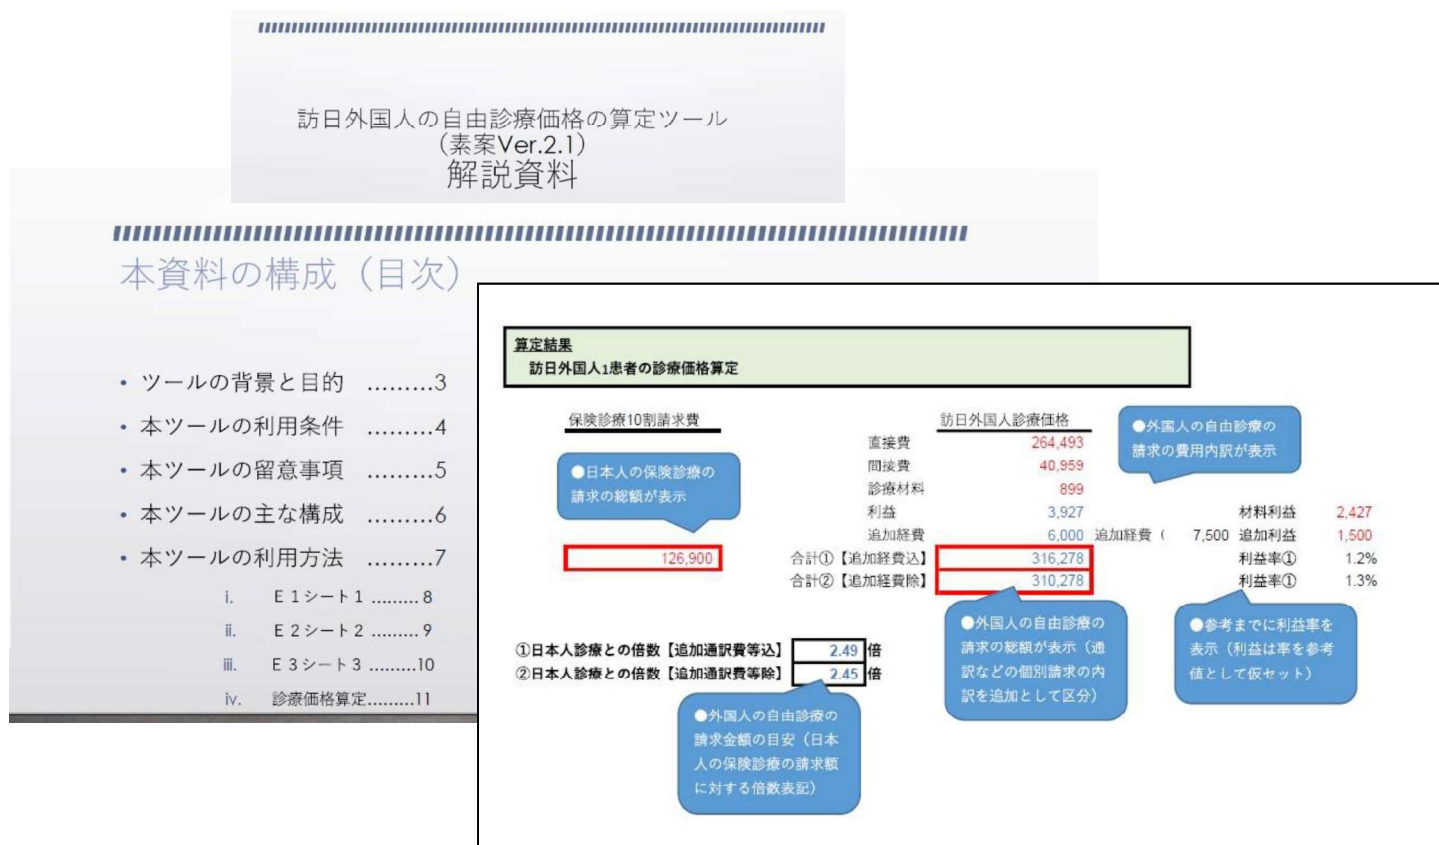 訪日外国人の自由診療価格の算定ツール
（素案Ver.2.1）
解説資料
本資料の構成（目次）
• ツールの背景と目的 ………3
• 本ツールの利用条件 ………4
• 本ツールの留意事項 ………5
• 本ツールの主な構成 ………6
• 本ツールの利用方法 ………7
i. Ｅ１シート１ ………8
ii. Ｅ２シート２ ………9
iii. Ｅ３シート３ ………10
iv. 診療価格算定………11
算定結果
訪日外国人1患者の診療価格算定
保険診療10割請求費
●日本人の保険診療の
請求の総額が表示
126,900
訪日外国人診療価格
直接費 264,493
間接費 40,959
診療材料 899
利益 3,927
追加経費 6,000 追加経費（ 7,500
合計①【追加経費込】 316,278
合計②【追加経費除】 310,278
●外国人の自由診療の
請求の費用内訳が表示
材料利益 2,427
追加利益 1,500
利益率① 1.2%
利益率① 1.3%
①日本人診療との倍数【追加通訳費等込】 2.49 倍
②日本人診療との倍数【追加通訳費等除】 2.45 倍
●外国人の自由診療の
請求金額の目安（日本
人の保険診療の請求額
に対する倍数表記）
●外国人の自由診療の
請求の総額が表示（通
訳などの個別請求の内
訳を追加として区分）
●参考までに利益率を
表示（利益は率を参考
値として仮セット）